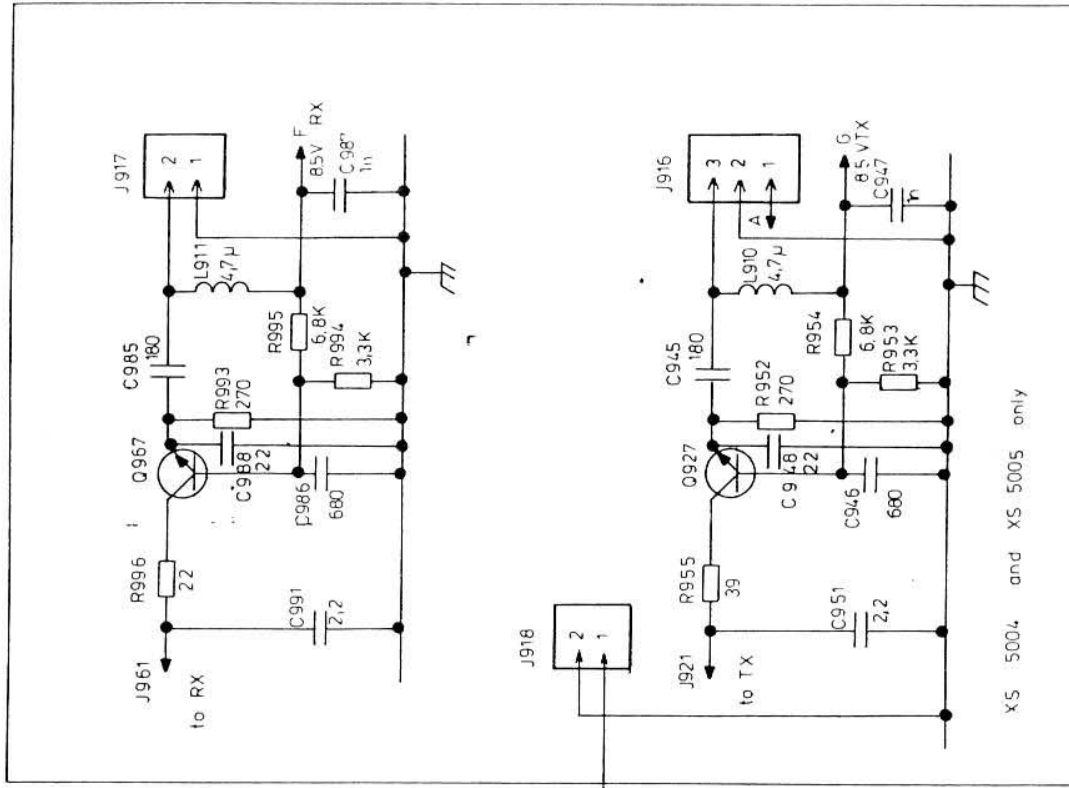 J917
2
1
F
8.5V RX
C98
1n
L911
4,7µ
R995
6,8K
R994
3,3K
C985
180
R993
270
Q967
C988
22
C986
680
R996
22
C991
2,2
J961
to RX
J916
3
2
1
A
G
8,5 VTX
C947
L910
4,7µ
R954
6,8K
R953
3,3K
C945
180
R952
270
Q927
C948
22
C946
680
R955
39
C951
2,2
J921
to TX
J918
2
1
XS 5004 and XS 5005 only